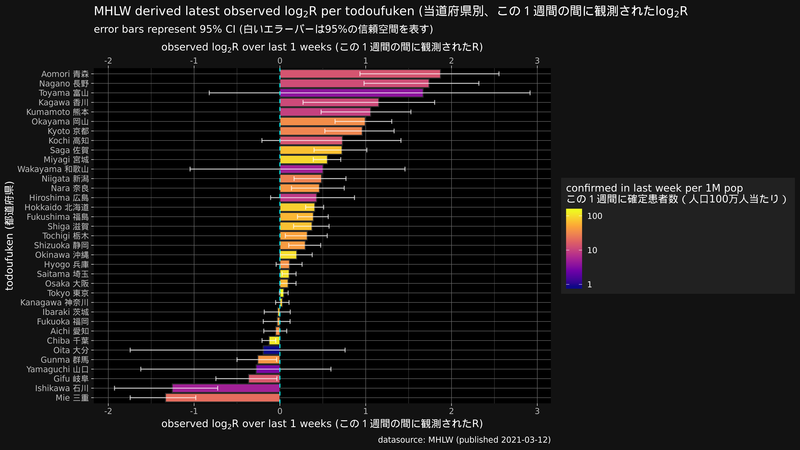 MHLW derived latest observed log₂R per todoufuken (当道府県別、この１週間の間に観測されたlog₂R
error bars represent 95% CI (白いエラーバーは95%の信頼空間を表す)
observed log₂R over last 1 weeks (この１週間の間に観測されたR)
-2 -1 0 1 2 3
todoufuken (都道府県)
Aomori 青森
Nagano 長野
Toyama 富山
Kagawa 香川
Kumamoto 熊本
Okayama 岡山
Kyoto 京都
Kochi 高知
Saga 佐賀
Miyagi 宮城
Wakayama 和歌山
Niigata 新潟
Nara 奈良
Hiroshima 広島
Hokkaido 北海道
Fukushima 福島
Shiga 滋賀
Tochigi 栃木
Shizuoka 静岡
Okinawa 沖縄
Hyogo 兵庫
Saitama 埼玉
Osaka 大阪
Tokyo 東京
Kanagawa 神奈川
Ibaraki 茨城
Fukuoka 福岡
Aichi 愛知
Chiba 千葉
Oita 大分
Gunma 群馬
Yamaguchi 山口
Gifu 岐阜
Ishikawa 石川
Mie 三重
-2 -1 0 1 2 3
observed log₂R over last 1 weeks (この１週間の間に観測されたR)
confirmed in last week per 1M pop
この１週間に確定患者数 ( 人口100万人当たり )
100
10
1
datasource: MHLW (published 2021-03-12)